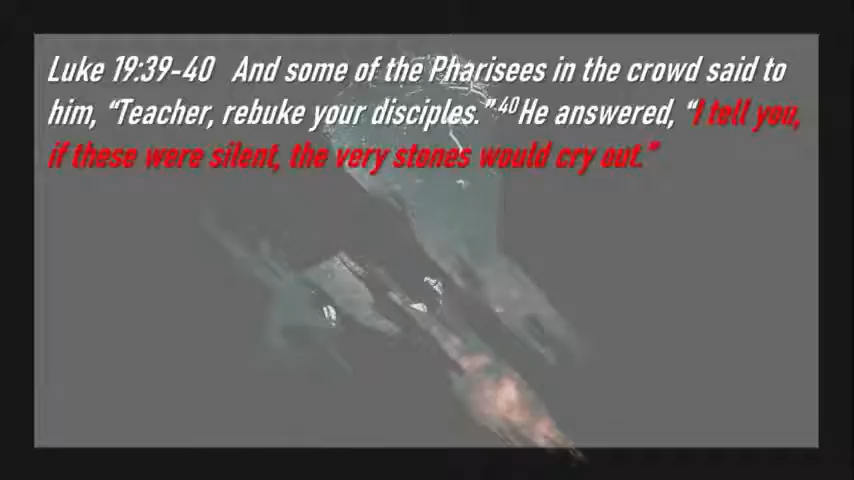 Luke 19:39-40 And some of the Pharisees in the crowd said to
him, “Teacher, rebuke your disciples.” 40 He answered, “I tell you,
if these were silent, the very stones would cry out.”